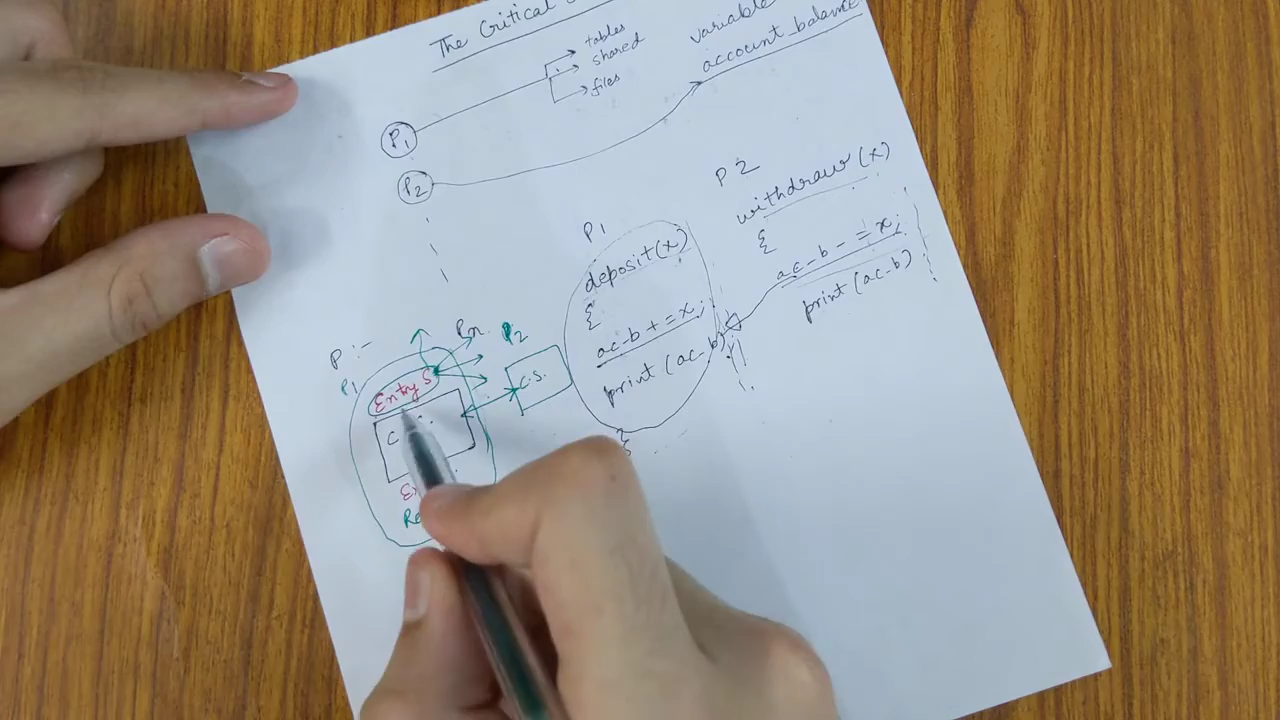 The Critical
tables
shared
files
variable
account_balance
P1
P2
P1
deposit(x)
{
ac-b + = x;
print (ac-b)
}
P2
withdraw (x)
{
ac-b - = x;
print (ac-b)
P :-
P1
Entry S
P2
C.S.